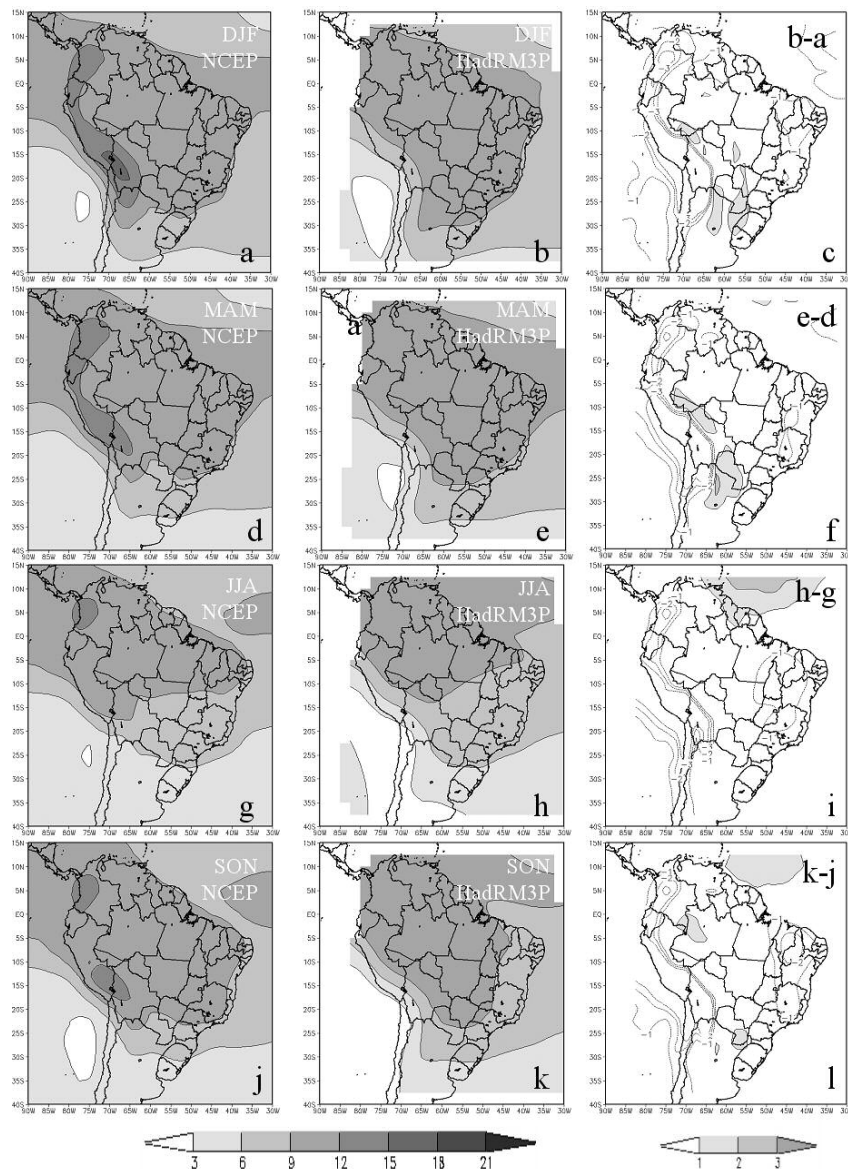 DJF
NCEP
a
DJF
HadRM3P
b
b-a
c
MAM
NCEP
d
MAM
HadRM3P
a
e
e-d
f
JJA
NCEP
g
JJA
HadRM3P
h
h-g
i
SON
NCEP
j
SON
HadRM3P
k
k-j
l
15N
10N
5N
EQ
5S
10S
15S
20S
25S
30S
35S
40S
90W 85W 80W 75W 70W 65W 60W 55W 50W 45W 40W 35W 30W
3 6 9 12 15 18 21
1 2 3